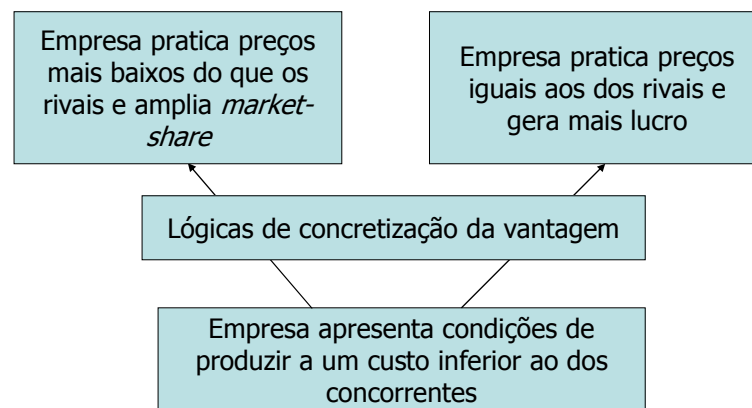 Empresa pratica preços
mais baixos do que os
rivais e amplia market-
share
Empresa pratica preços
iguais aos dos rivais e
gera mais lucro
Lógicas de concretização da vantagem
Empresa apresenta condições de
produzir a um custo inferior ao dos
concorrentes